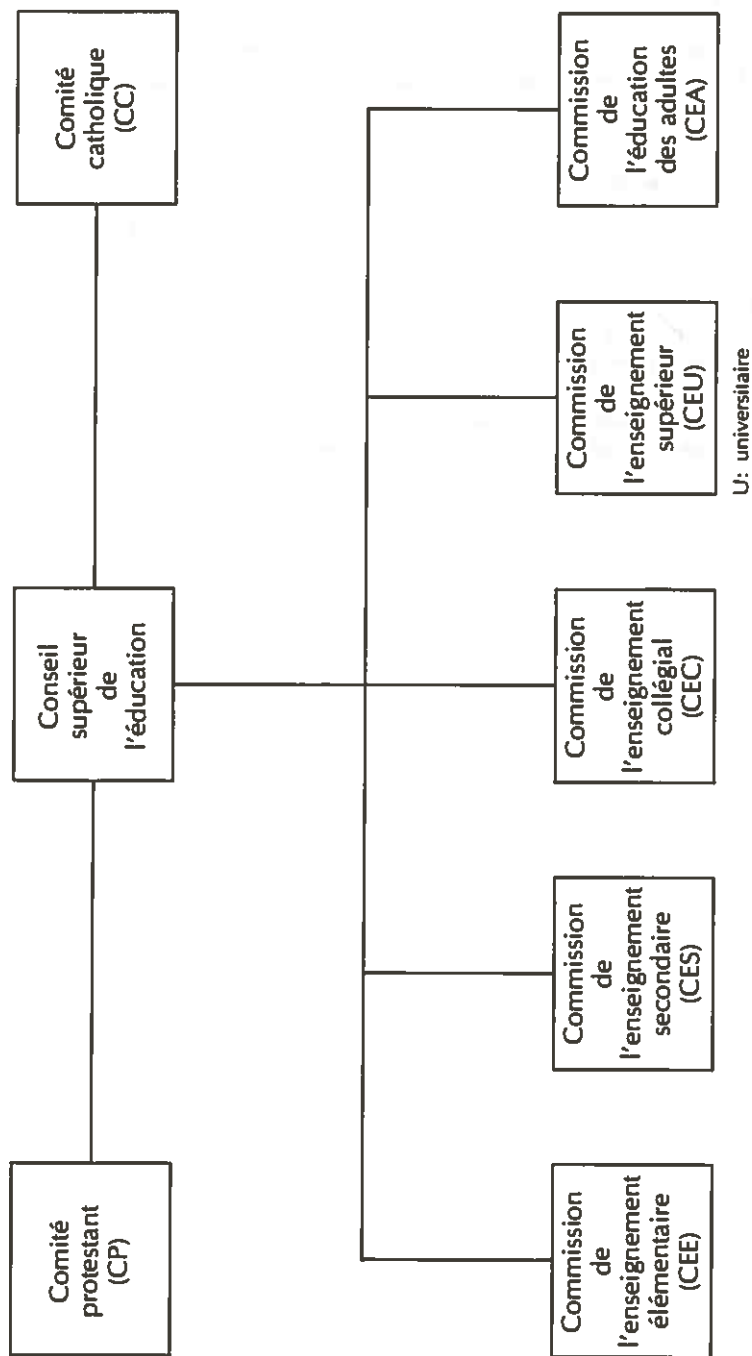 Comité
protestant
(CP)
Conseil
supérieur
de
l'éducation
Comité
catholique
(CC)
Commission
de
l'enseignement
élémentaire
(CEE)
Commission
de
l'enseignement
secondaire
(CES)
Commission
de
l'enseignement
collégial
(CEC)
Commission
de
l'enseignement
supérieur
(CEU)
U: universitaire
Commission
de
l'éducation
des adultes
(CEA)